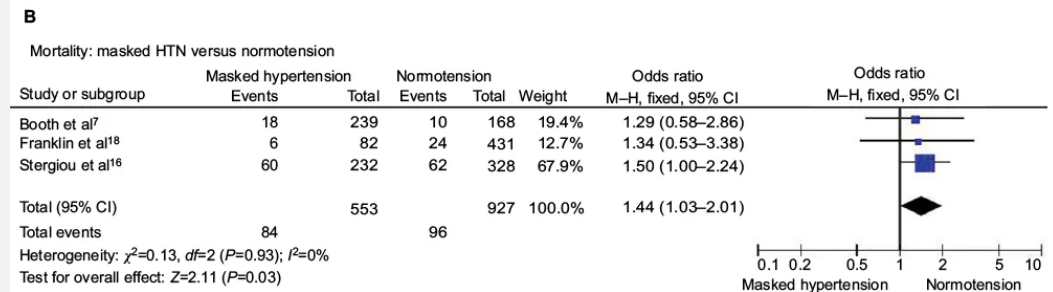 B
Mortality: masked HTN versus normotension
Masked hypertension Normotension Odds ratio Odds ratio
Study or subgroup Events Total Events Total Weight M–H, fixed, 95% CI M–H, fixed, 95% CI
Booth et al⁷ 18 239 10 168 19.4% 1.29 (0.58–2.86)
Franklin et al¹⁸ 6 82 24 431 12.7% 1.34 (0.53–3.38)
Stergiou et al¹⁶ 60 232 62 328 67.9% 1.50 (1.00–2.24)
Total (95% CI) 553 927 100.0% 1.44 (1.03–2.01)
Total events 84 96
Heterogeneity: χ²=0.13, df=2 (P=0.93); I²=0%
Test for overall effect: Z=2.11 (P=0.03)
0.1 0.2 0.5 1 2 5 10
Masked hypertension Normotension